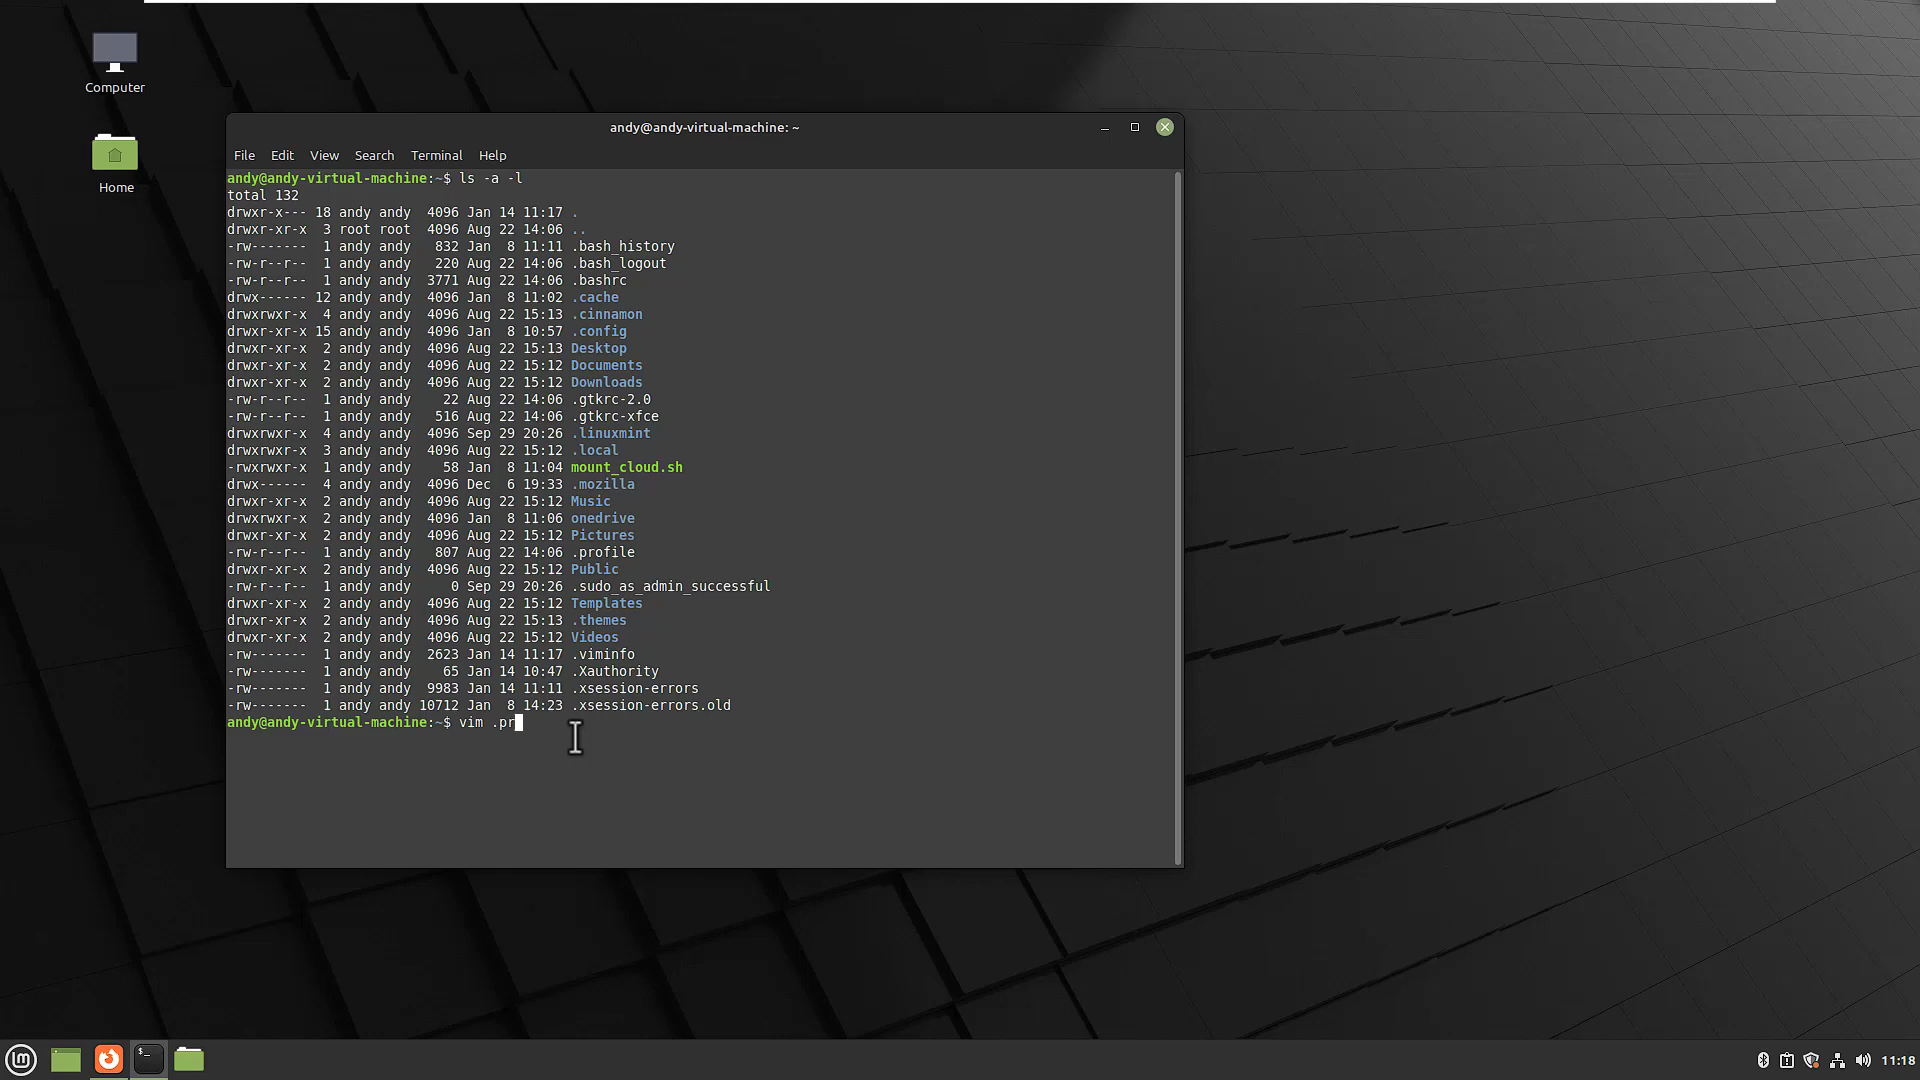 Computer
Home
andy@andy-virtual-machine: ~
File Edit View Search Terminal Help
andy@andy-virtual-machine:~$ ls -a -l
total 132
drwxr-x--- 18 andy andy  4096 Jan 14 11:17 .
drwxr-xr-x  3 root root  4096 Aug 22 14:06 ..
-rw-------  1 andy andy   832 Jan  8 11:11 .bash_history
-rw-r--r--  1 andy andy   220 Aug 22 14:06 .bash_logout
-rw-r--r--  1 andy andy  3771 Aug 22 14:06 .bashrc
drwx------ 12 andy andy  4096 Jan  8 11:02 .cache
drwxrwxr-x  4 andy andy  4096 Aug 22 15:13 .cinnamon
drwxr-xr-x 15 andy andy  4096 Jan  8 10:57 .config
drwxr-xr-x  2 andy andy  4096 Aug 22 15:13 Desktop
drwxr-xr-x  2 andy andy  4096 Aug 22 15:12 Documents
drwxr-xr-x  2 andy andy  4096 Aug 22 15:12 Downloads
-rw-r--r--  1 andy andy    22 Aug 22 14:06 .gtkrc-2.0
-rw-r--r--  1 andy andy   516 Aug 22 14:06 .gtkrc-xfce
drwxrwxr-x  4 andy andy  4096 Sep 29 20:26 .linuxmint
drwxrwxr-x  3 andy andy  4096 Aug 22 15:12 .local
-rwxrwxr-x  1 andy andy    58 Jan  8 11:04 mount_cloud.sh
drwx------  4 andy andy  4096 Dec  6 19:33 .mozilla
drwxr-xr-x  2 andy andy  4096 Aug 22 15:12 Music
drwxrwxr-x  2 andy andy  4096 Jan  8 11:06 onedrive
drwxr-xr-x  2 andy andy  4096 Aug 22 15:12 Pictures
-rw-r--r--  1 andy andy   807 Aug 22 14:06 .profile
drwxr-xr-x  2 andy andy  4096 Aug 22 15:12 Public
-rw-r--r--  1 andy andy     0 Sep 29 20:26 .sudo_as_admin_successful
drwxr-xr-x  2 andy andy  4096 Aug 22 15:12 Templates
drwxr-xr-x  2 andy andy  4096 Aug 22 15:13 .themes
drwxr-xr-x  2 andy andy  4096 Aug 22 15:12 Videos
-rw-------  1 andy andy  2623 Jan 14 11:17 .viminfo
-rw-------  1 andy andy    65 Jan 14 10:47 .Xauthority
-rw-------  1 andy andy  9983 Jan 14 11:11 .xsession-errors
-rw-------  1 andy andy 10712 Jan  8 14:23 .xsession-errors.old
andy@andy-virtual-machine:~$ vim .pr
11:18